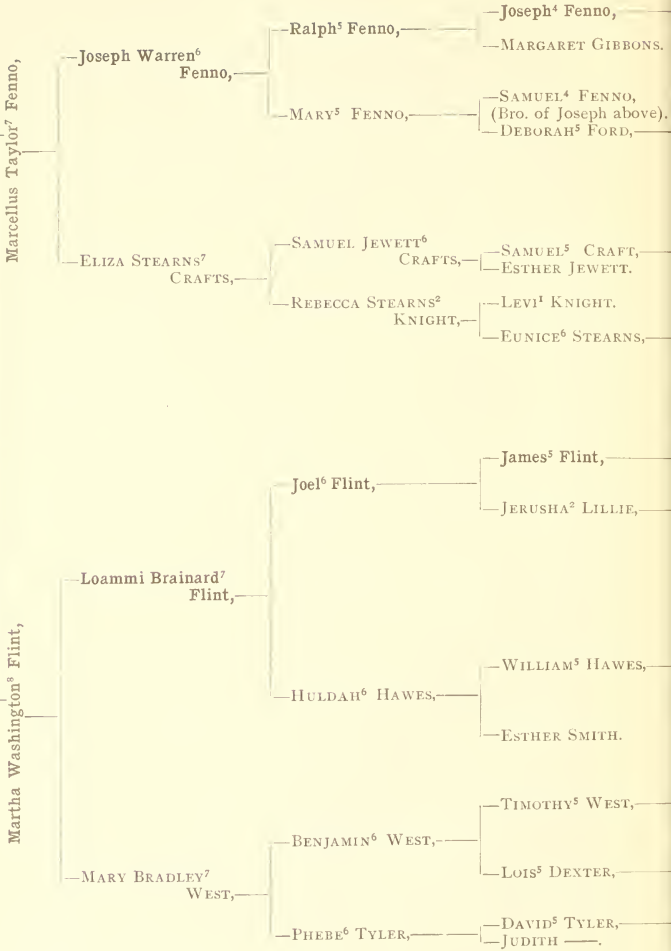 Marcellus Taylor⁷ Fenno,
—Joseph Warren⁶
Fenno,—
—Ralph⁵ Fenno,—
—Joseph⁴ Fenno,—
—MARGARET GIBBONS.
—MARY⁵ FENNO,—
—SAMUEL⁴ FENNO,
(Bro. of Joseph above).
—DEBORAH⁵ FORD,—
—ELIZA STEARNS⁷
CRAFTS,—
—SAMUEL JEWETT⁶
CRAFTS,—
—SAMUEL⁵ CRAFT,—
—ESTHER JEWETT.
—REBECCA STEARNS²
KNIGHT,—
—LEVI¹ KNIGHT.
—EUNICE⁶ STEARNS,—
Martha Washington⁸ Flint,
—Loammi Brainard⁷
Flint,—
—Joel⁶ Flint,—
—James⁵ Flint,—
—JERUSHA² LILLIE,—
—HULDAH⁶ HAWES,—
—WILLIAM⁵ HAWES,—
—ESTHER SMITH.
—MARY BRADLEY⁷
WEST,—
—BENJAMIN⁶ WEST,—
—TIMOTHY⁵ WEST,—
—LOIS⁵ DEXTER,—
—PHEBE⁶ TYLER,—
—DAVID⁵ TYLER,—
—JUDITH ——.